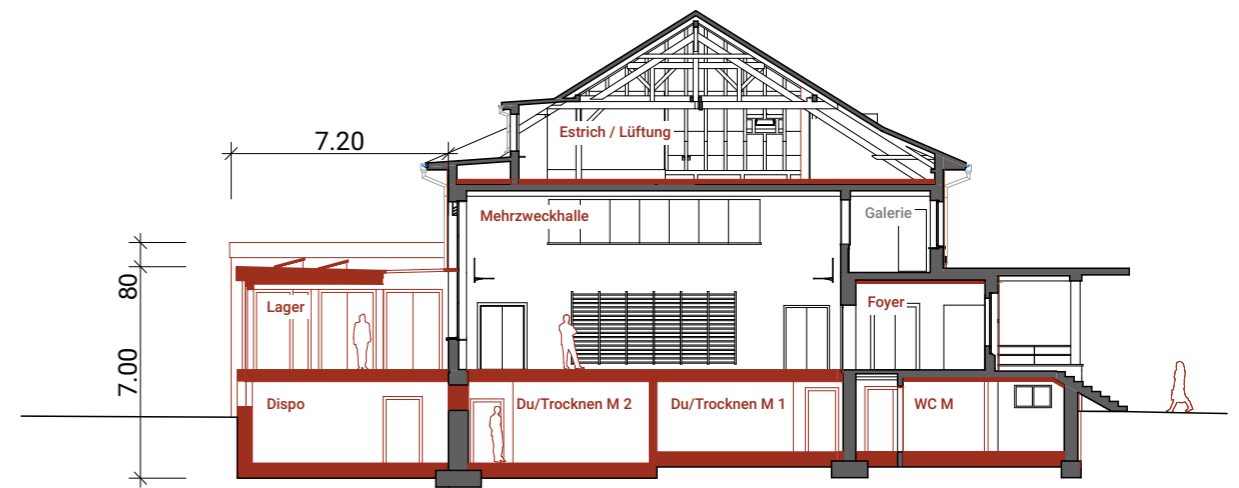 Estrich / Lüftung
7.20
Mehrzweckhalle
Galerie
80
Lager
Foyer
7.00
Dispo
Du/Trocknen M 2
Du/Trocknen M 1
WC M